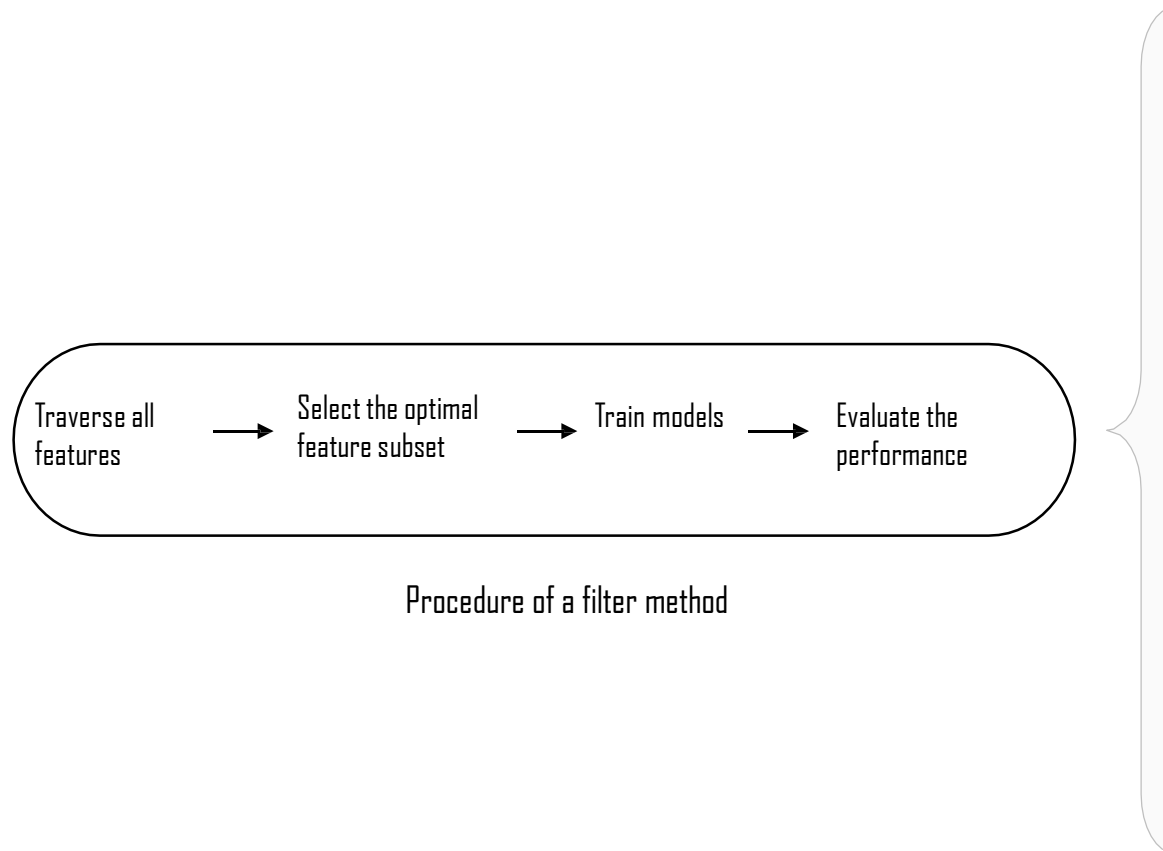 Traverse all
features
Select the optimal
feature subset
Train models
Evaluate the
performance
Procedure of a filter method